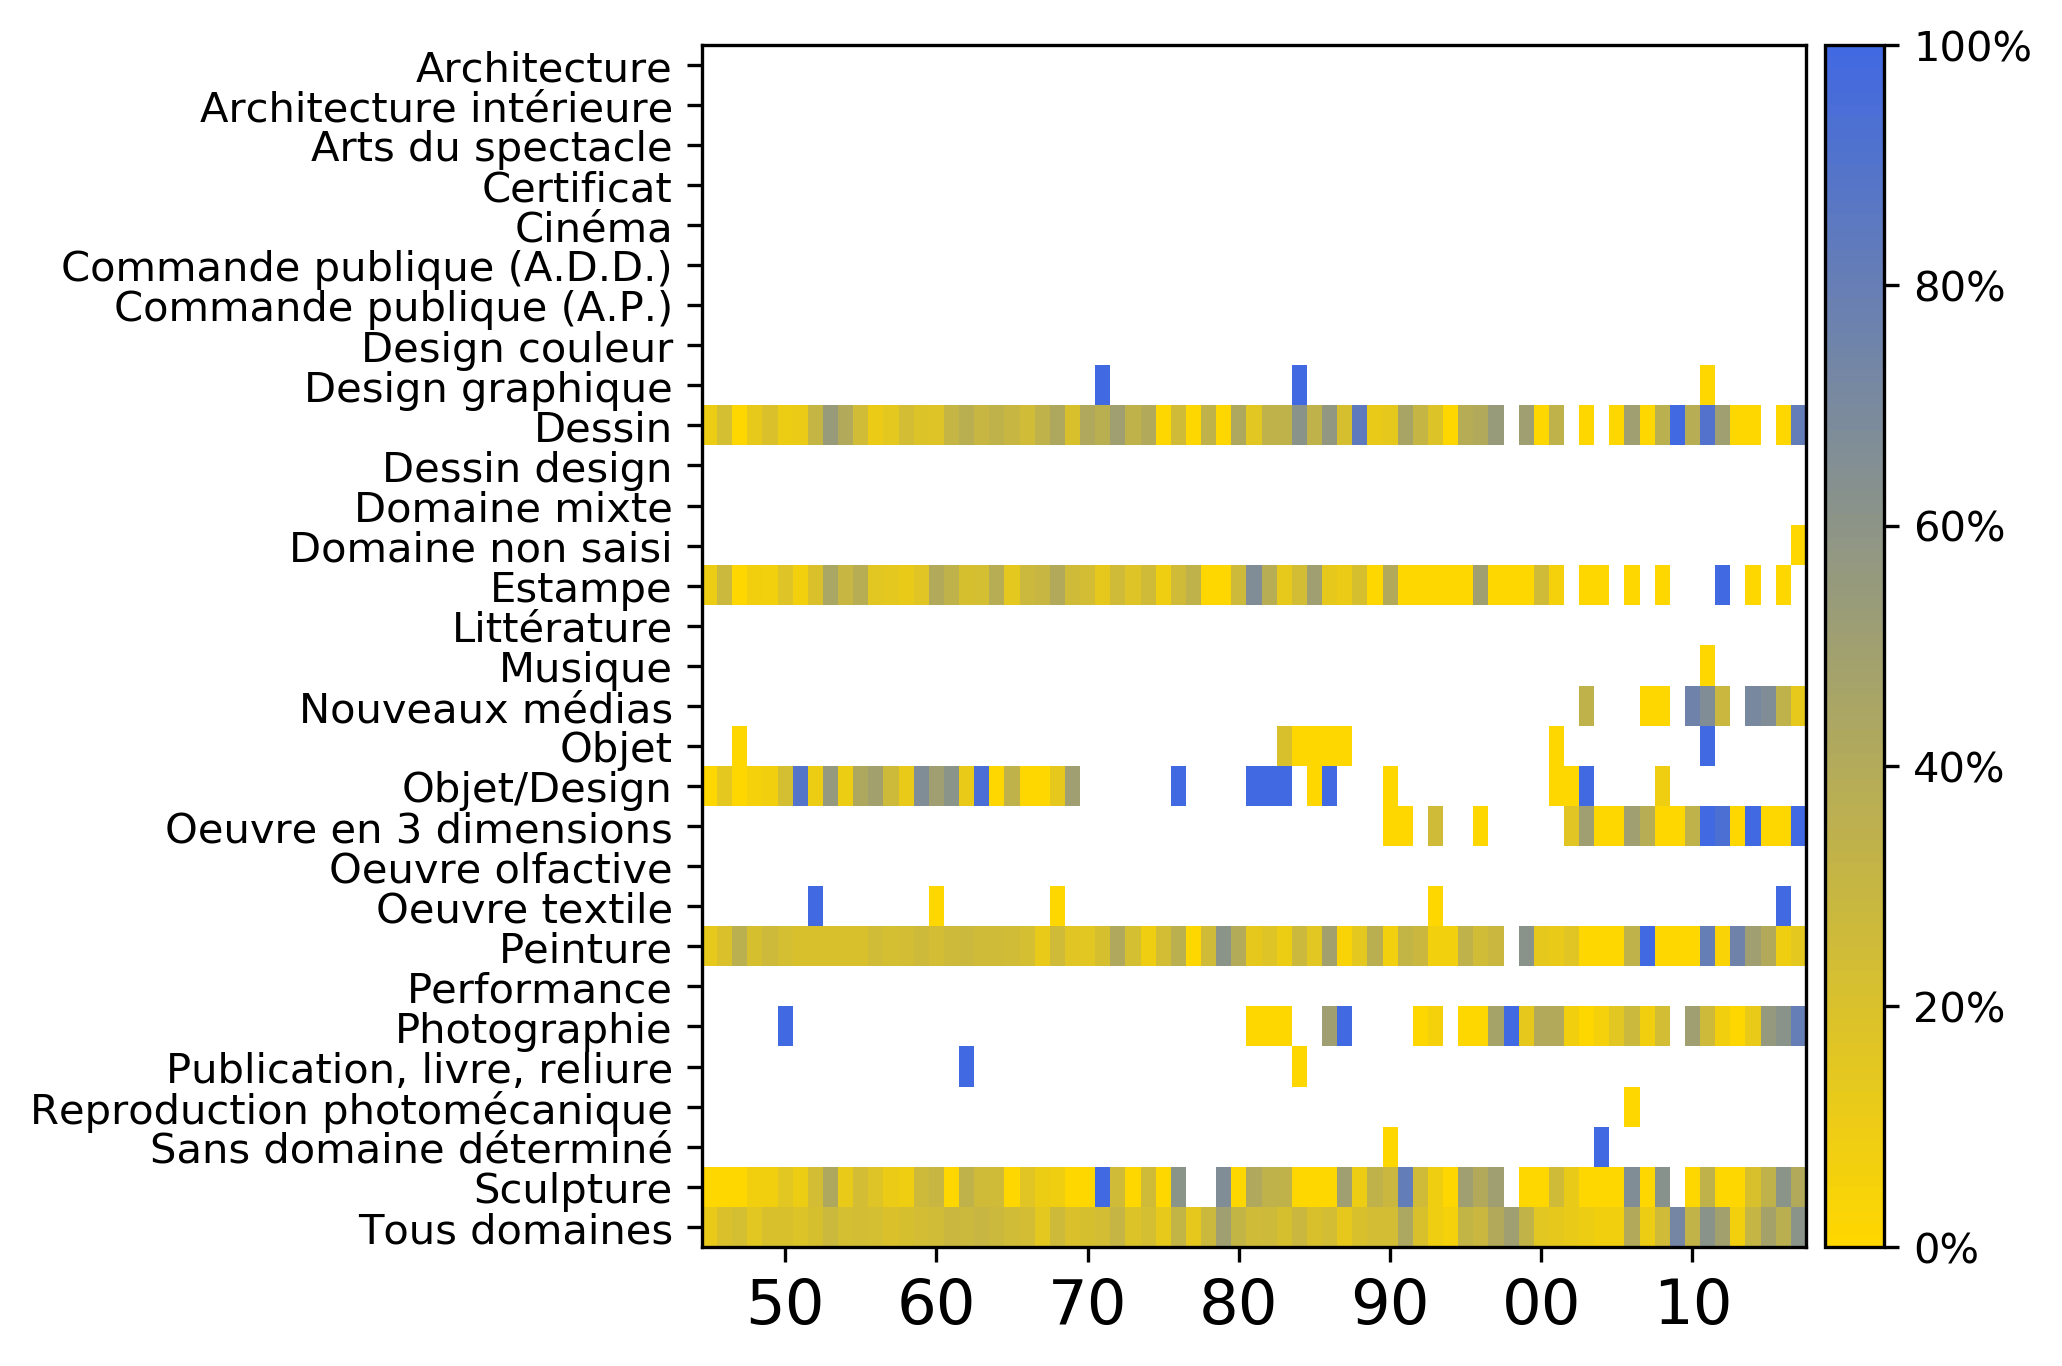 Architecture
Architecture intérieure
Arts du spectacle
Certificat
Cinéma
Commande publique (A.D.D.)
Commande publique (A.P.)
Design couleur
Design graphique
Dessin
Dessin design
Domaine mixte
Domaine non saisi
Estampe
Littérature
Musique
Nouveaux médias
Objet
Objet/Design
Oeuvre en 3 dimensions
Oeuvre olfactive
Oeuvre textile
Peinture
Performance
Photographie
Publication, livre, reliure
Reproduction photomécanique
Sans domaine déterminé
Sculpture
Tous domaines
50 60 70 80 90 00 10
100%
80%
60%
40%
20%
0%